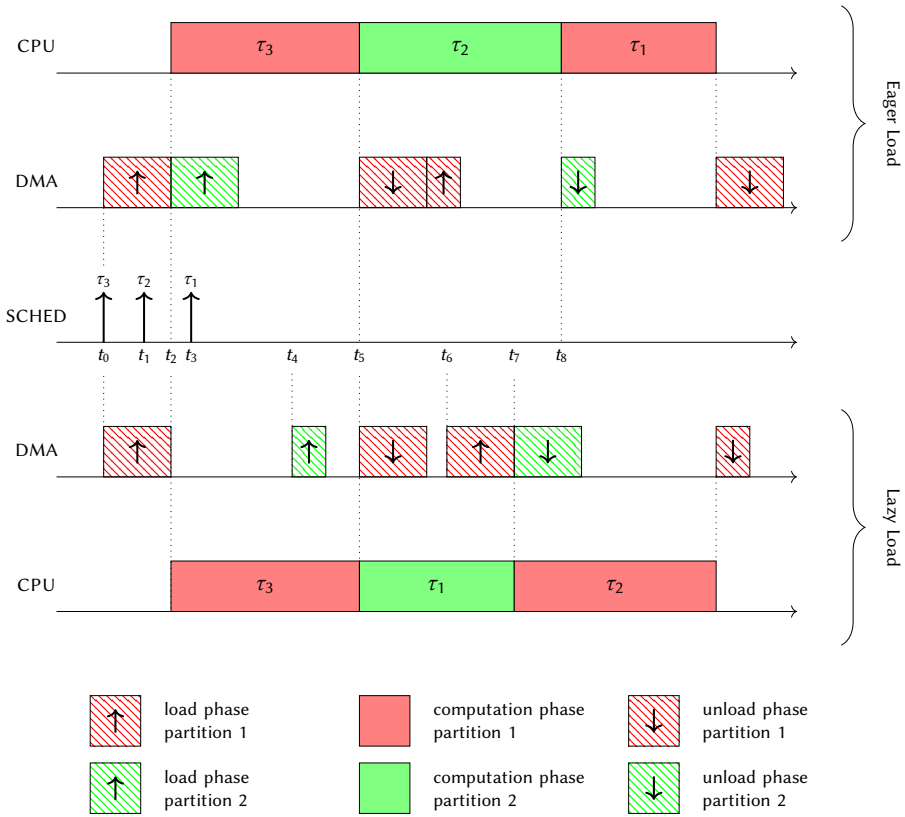 CPU
τ3
τ2
τ1
Eager Load
DMA
↑
↑
↓
↑
↓
↓
τ3
τ2
τ1
SCHED
t0
t1
t2
t3
t4
t5
t6
t7
t8
DMA
↑
↑
↓
↑
↓
↓
Lazy Load
CPU
τ3
τ1
τ2
↑
load phase
partition 1
computation phase
partition 1
↓
unload phase
partition 1
↑
load phase
partition 2
computation phase
partition 2
↓
unload phase
partition 2